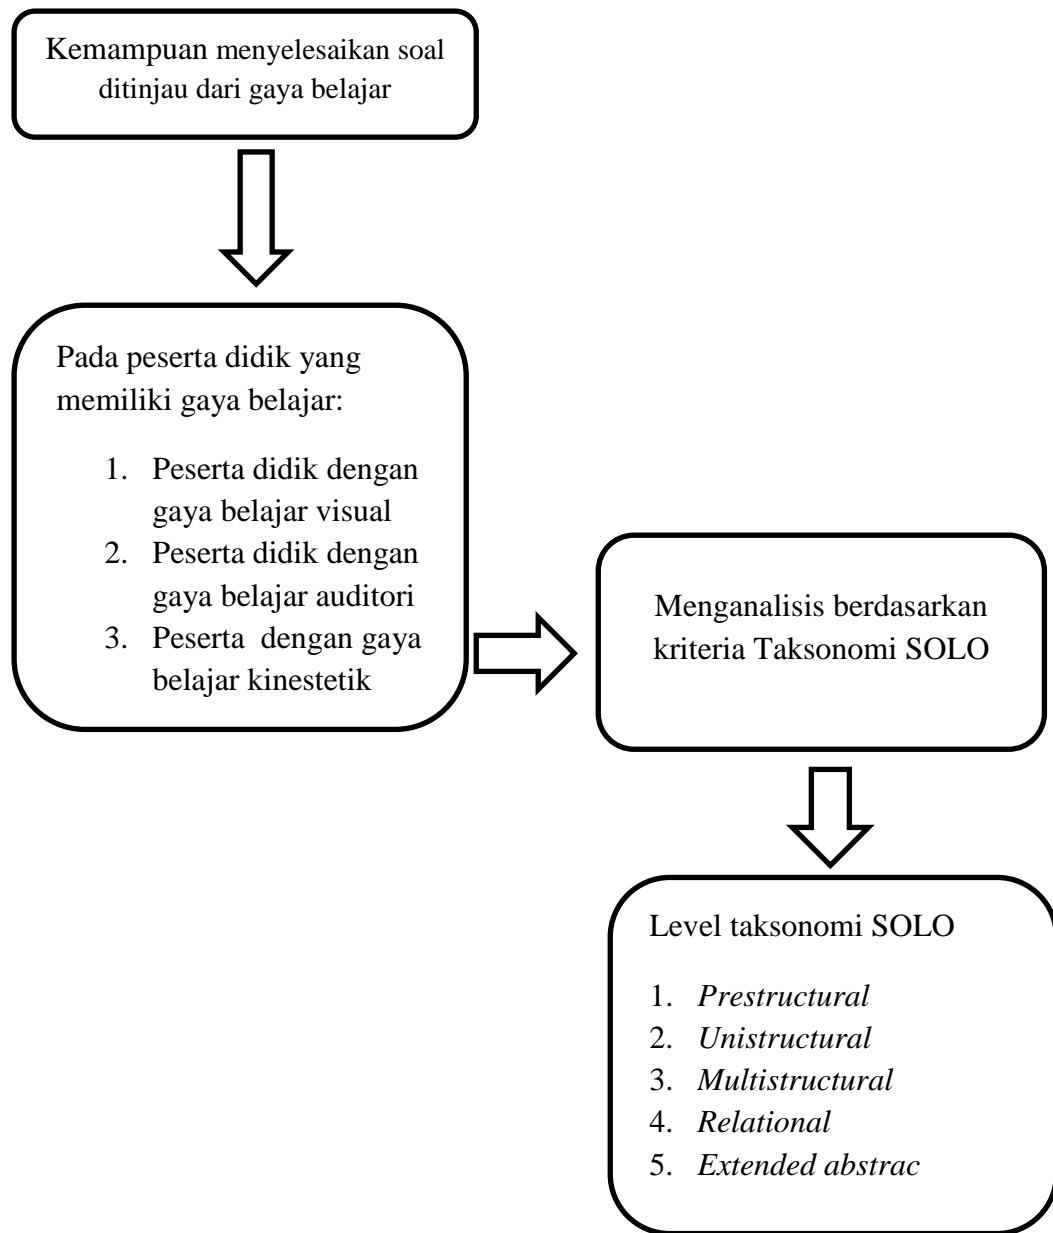 Kemampuan menyelesaikan soal
ditinjau dari gaya belajar
Pada peserta didik yang
memiliki gaya belajar:
1. Peserta didik dengan
gaya belajar visual
2. Peserta didik dengan
gaya belajar auditori
3. Peserta dengan gaya
belajar kinestetik
Menganalisis berdasarkan
kriteria Taksonomi SOLO
Level taksonomi SOLO
1. Prestructural
2. Unistructural
3. Multistructural
4. Relational
5. Extended abstrac